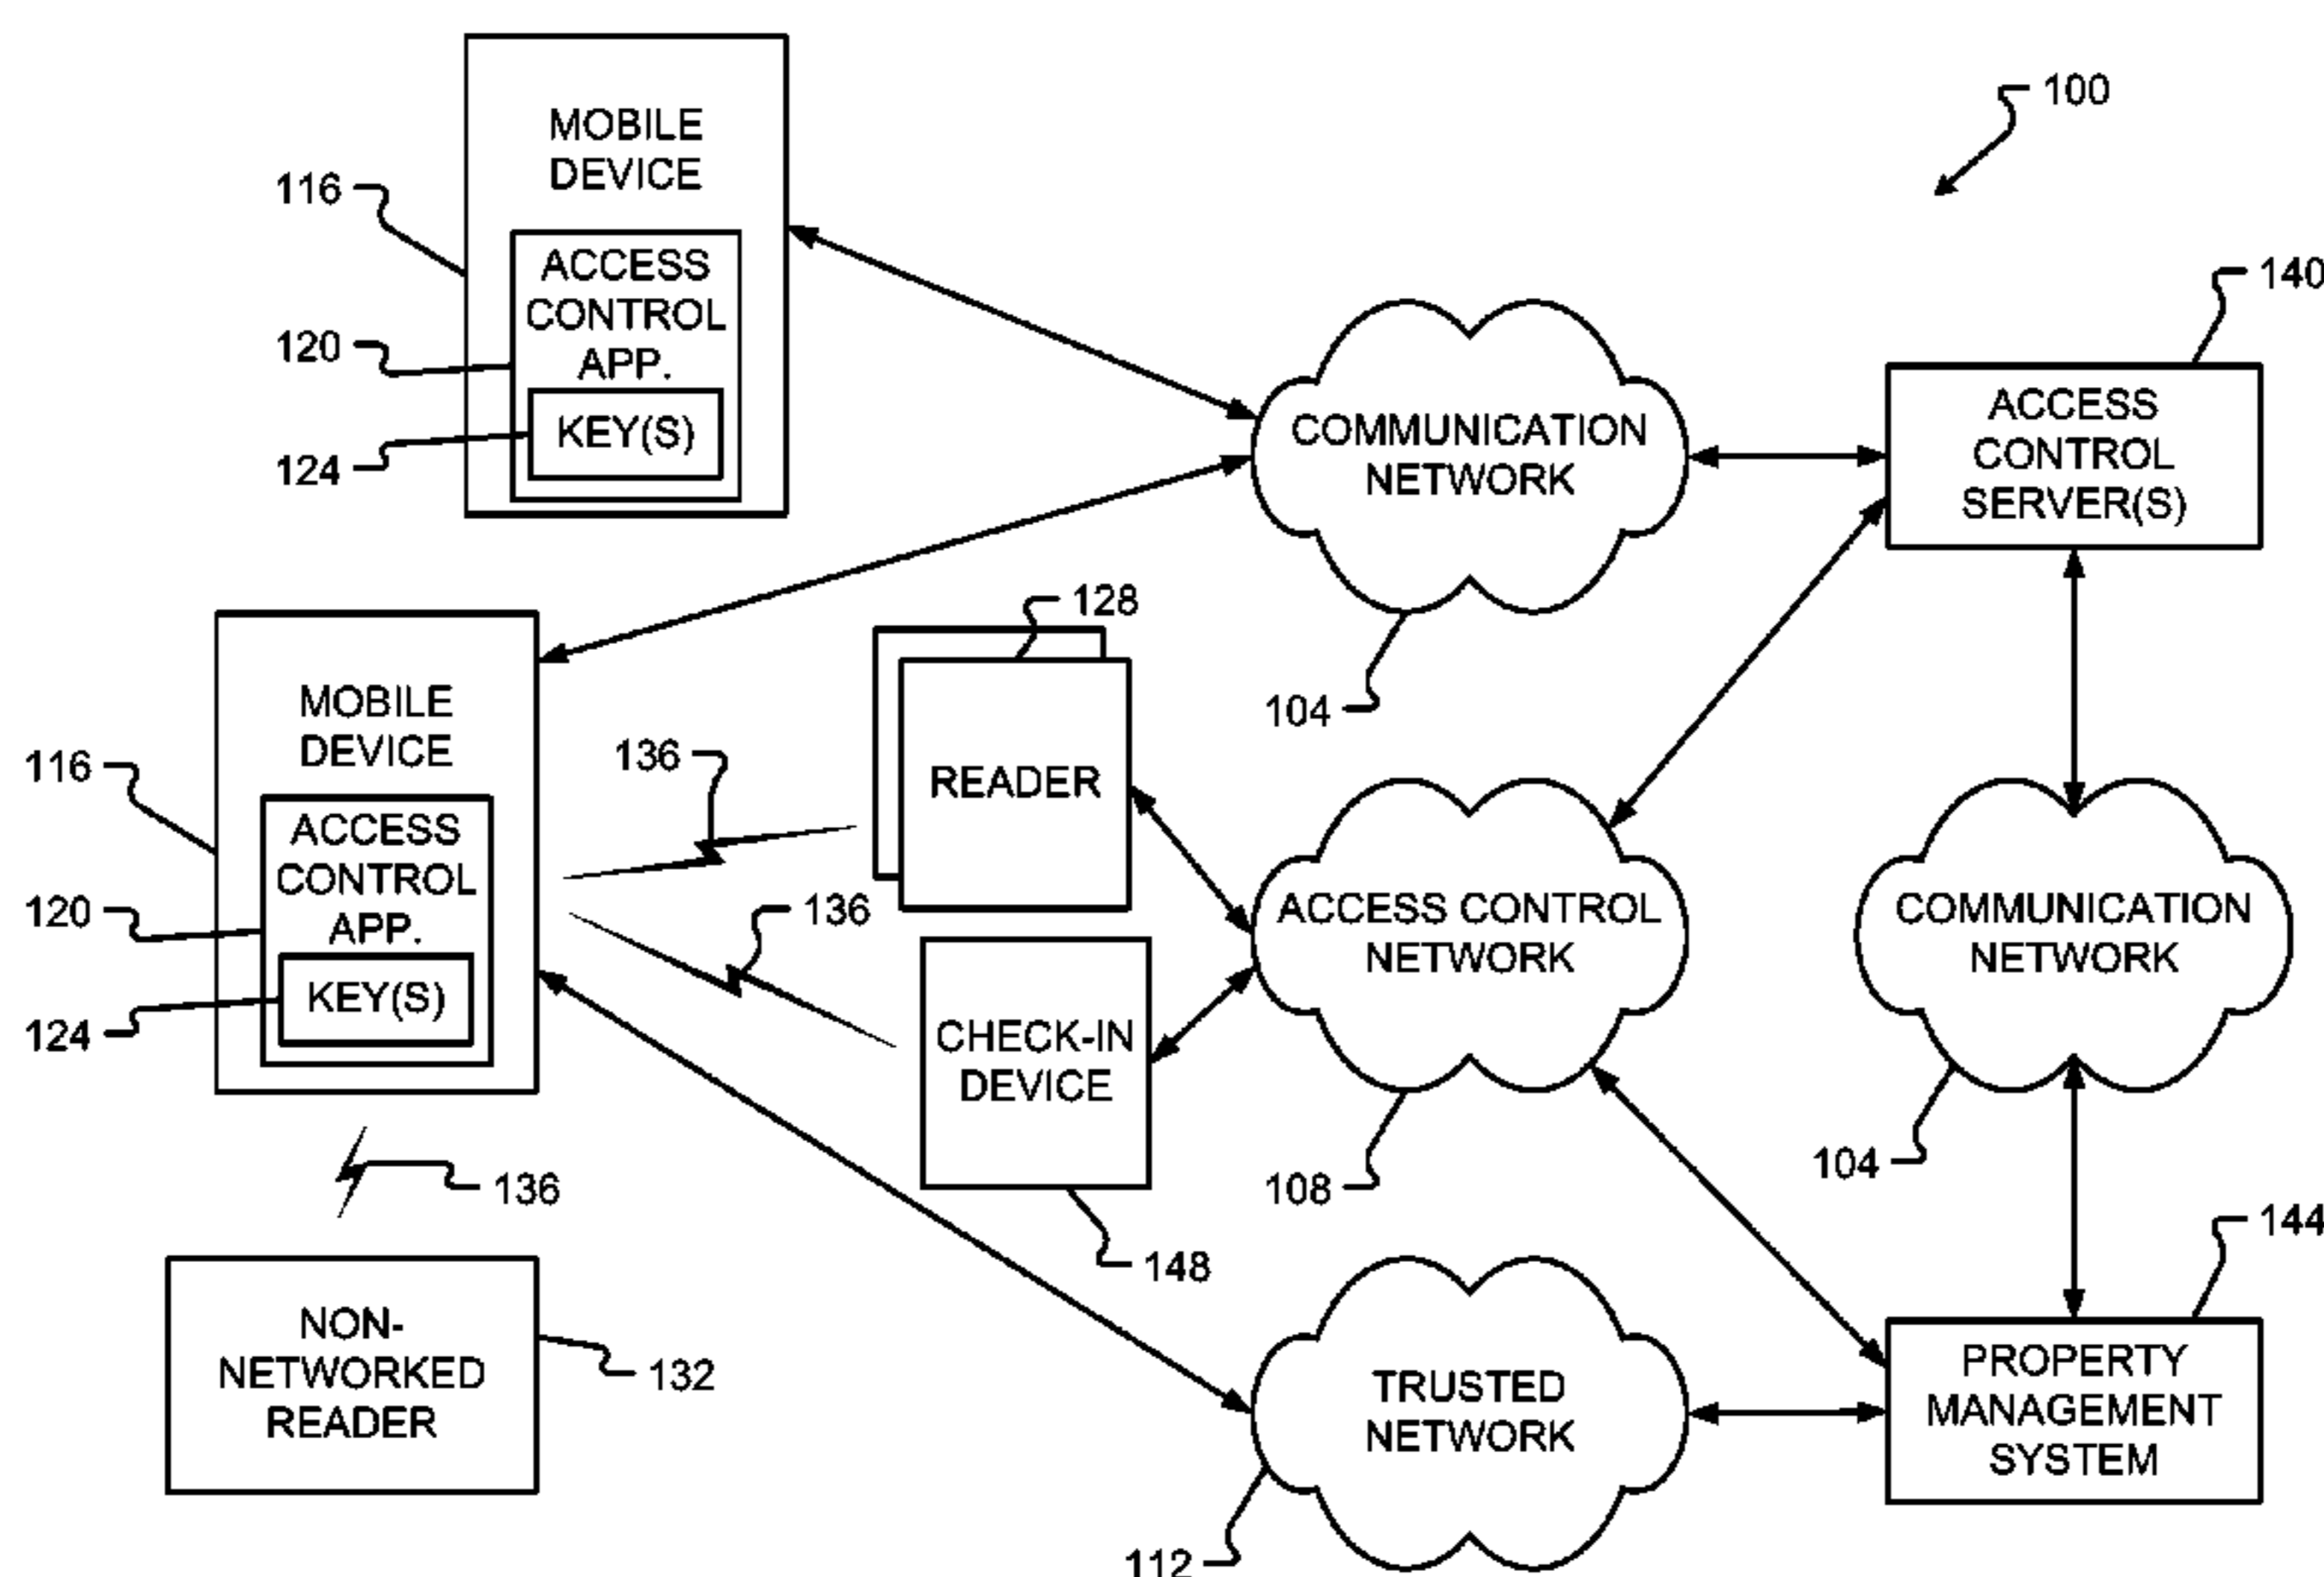 100
MOBILE
DEVICE
116
ACCESS
CONTROL
APP.
120
KEY(S)
124
140
COMMUNICATION
NETWORK
104
ACCESS
CONTROL
SERVER(S)
128
READER
136
MOBILE
DEVICE
116
ACCESS
CONTROL
APP.
120
KEY(S)
124
136
CHECK-IN
DEVICE
148
ACCESS CONTROL
NETWORK
108
COMMUNICATION
NETWORK
104
136
NON-
NETWORKED
READER
132
TRUSTED
NETWORK
112
144
PROPERTY
MANAGEMENT
SYSTEM